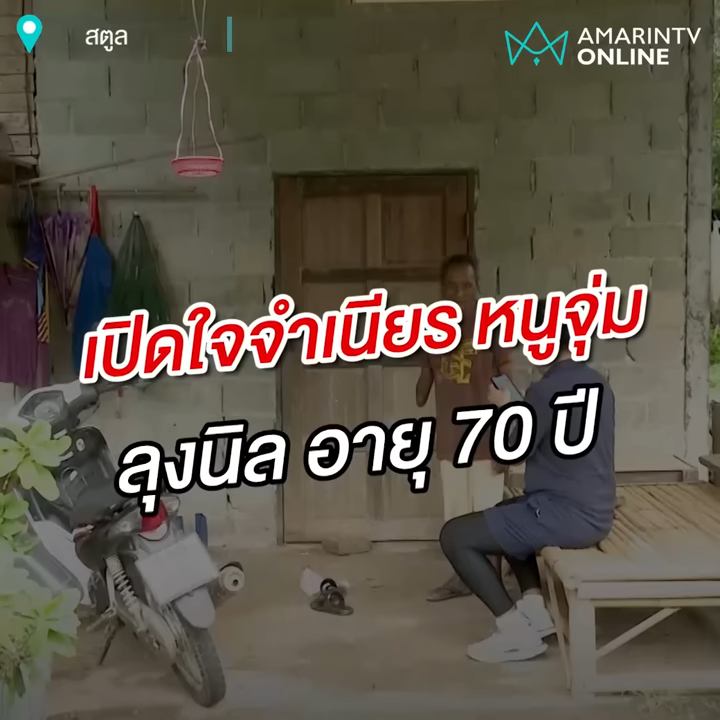 สตูล
AMARINTV
ONLINE
เปิดใจจำเนียร หนูจุ่ม
ลุงนิล อายุ 70 ปี